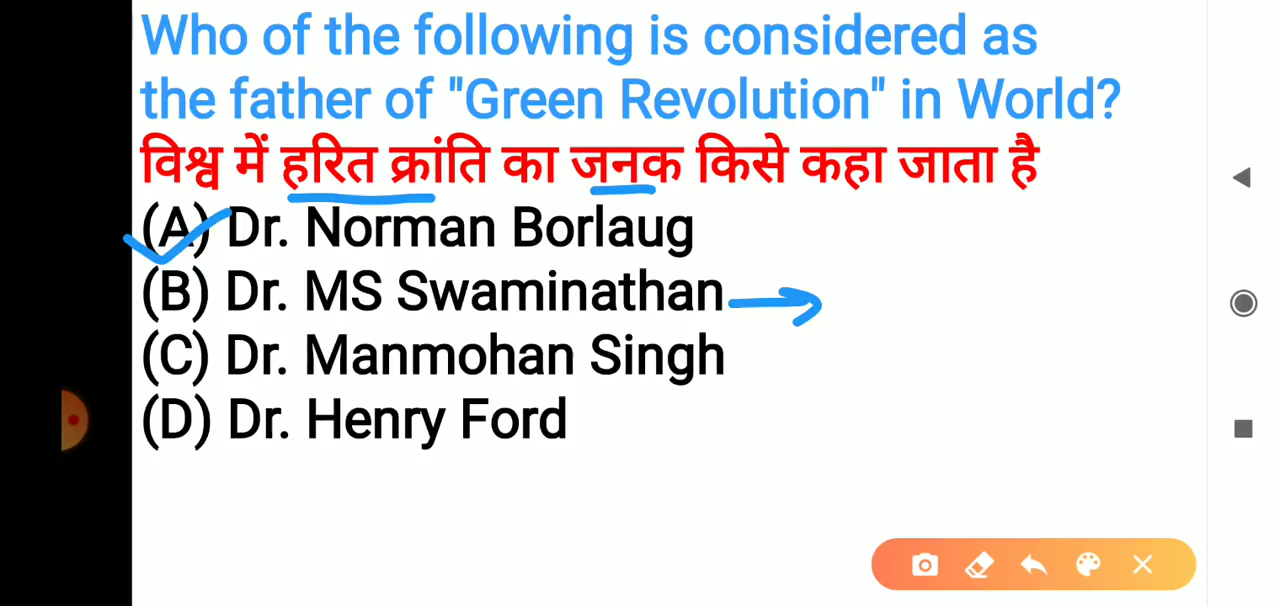 Who of the following is considered as
the father of "Green Revolution" in World?
विश्व में हरित क्रांति का जनक किसे कहा जाता है
(A) Dr. Norman Borlaug
(B) Dr. MS Swaminathan
(C) Dr. Manmohan Singh
(D) Dr. Henry Ford